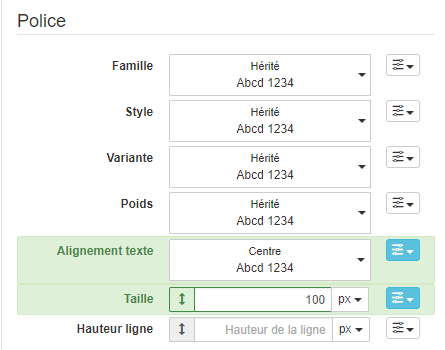 Police
Famille
Hérité
Abcd 1234
Style
Hérité
Abcd 1234
Variante
Hérité
Abcd 1234
Poids
Hérité
Abcd 1234
Alignement texte
Centre
Abcd 1234
Taille 100 px
Hauteur ligne Hauteur de la ligne px